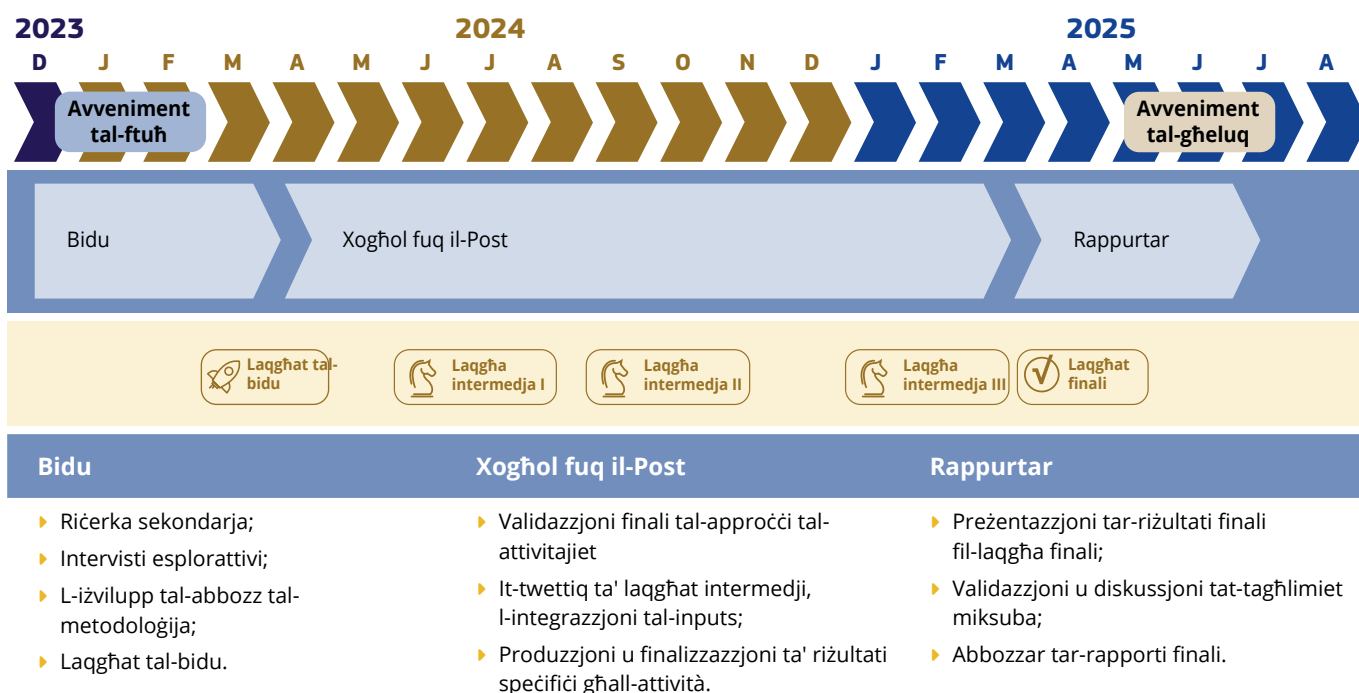 2023 2024 2025
D J F M A M J J A S O N D J F M A M J J A
Avveniment
tal-ftuħ
Avveniment
tal-għeluq
Bidu
Xogħol fuq il-Post
Rappurtar
Laqgħat tal-
bidu
Laqgħa
intermedja I
Laqgħa
intermedja II
Laqgħa
intermedja III
Laqgħat
finali
Bidu
Riċerka sekondarja;
Intervisti esplorattivi;
L-iżvilupp tal-abbozz tal-
metodoloġija;
Laqgħat tal-bidu.
Xogħol fuq il-Post
Validazzjoni finali tal-approċċi tal-
attivitajiet
It-twettiq ta' laqgħat intermedji,
l-integrazzjoni tal-inputs;
Produzzjoni u finalizzazzjoni ta' riżultati
speċifiċi għall-attività.
Rappurtar
Preżentazzjoni tar-riżultati finali
fil-laqgħa finali;
Validazzjoni u diskussjoni tat-tagħlimiet
miksuba;
Abbozzar tar-rapporti finali.